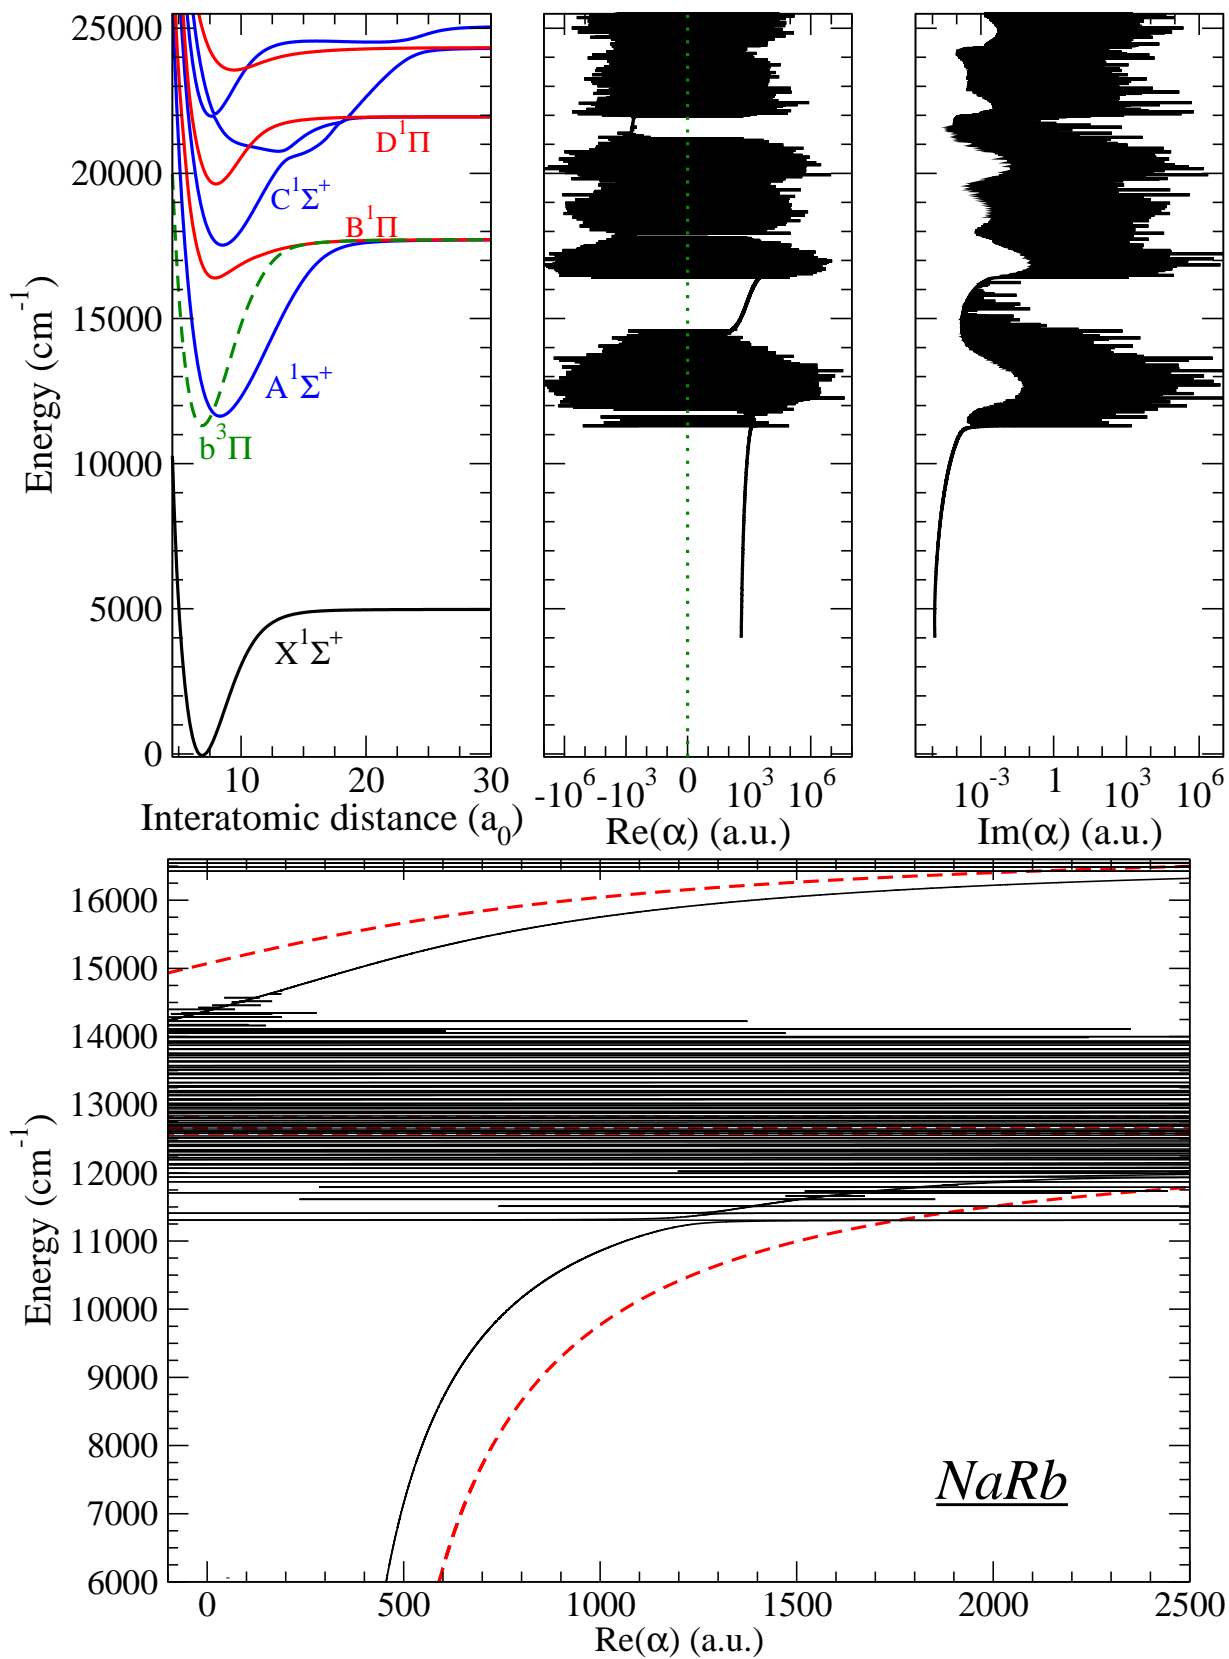 25000
20000
15000
10000
5000
0
Energy (cm⁻¹)
D¹Π
C¹Σ⁺
B¹Π
A¹Σ⁺
b³Π
X¹Σ⁺
10 20 30
Interatomic distance (a₀)
-10⁶ -10³ 0 10³ 10⁶
Re(α) (a.u.)
10⁻³ 1 10³ 10⁶
Im(α) (a.u.)
16000
15000
14000
13000
12000
11000
10000
9000
8000
7000
6000
Energy (cm⁻¹)
NaRb
0 500 1000 1500 2000 2500
Re(α) (a.u.)